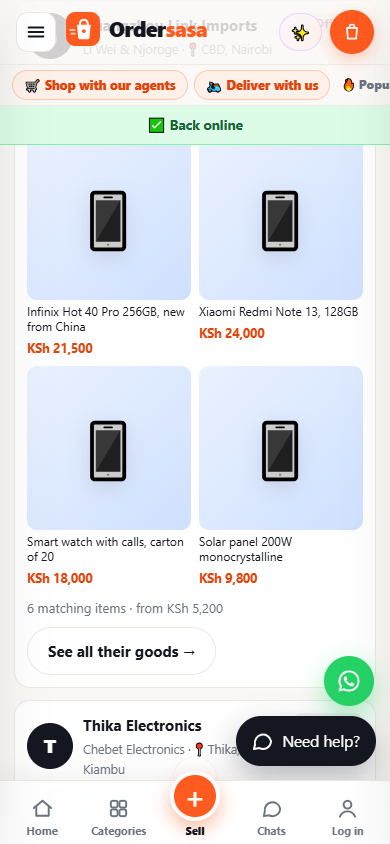 Guangzhou Link Imports
Ordersasa
Li Wei & Njoroge · CBD, Nairobi
Shop with our agents
Deliver with us
Popu
Back online
Infinix Hot 40 Pro 256GB, new
from China
KSh 21,500
Xiaomi Redmi Note 13, 128GB
KSh 24,000
Smart watch with calls, carton
of 20
KSh 18,000
Solar panel 200W
monocrystalline
KSh 9,800
6 matching items · from KSh 5,200
See all their goods →
T
Thika Electronics
Chebet Electronics · Thika,
Kiambu
Need help?
Home
Categories
Sell
Chats
Log in